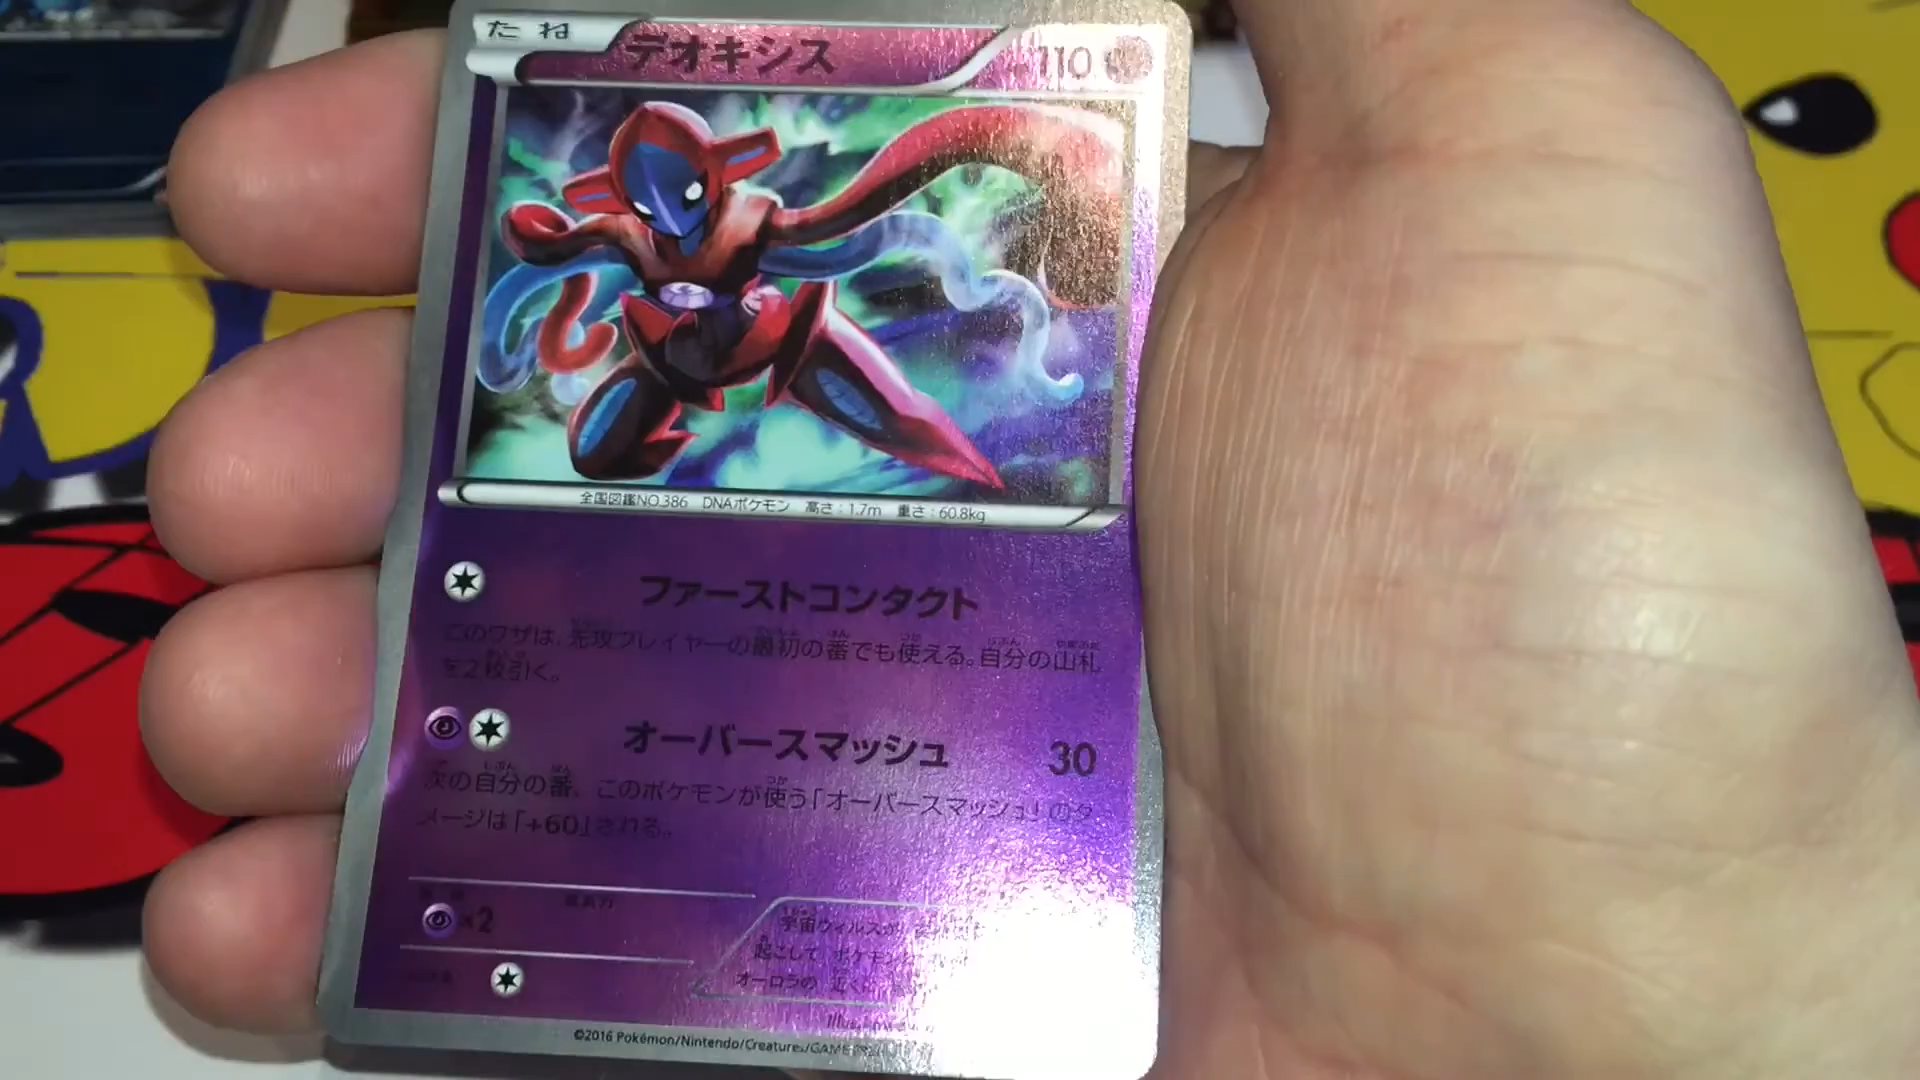 たね
デオキシス
110
全国図鑑NO.386 DNAポケモン 高さ:1.7m 重さ:60.8kg
ファーストコンタクト
このワザは、先攻プレイヤーの最初の番でも使える。自分の山札
を2枚引く。
オーバースマッシュ 30
次の自分の番、このポケモンが使う「オーバースマッシュ」のダ
メージは「+60」される。
×2
宇宙ウィルスが
起こして ポケモン
オーロラの 近くに
©2016 Pokémon/Nintendo/Creatures/GAME